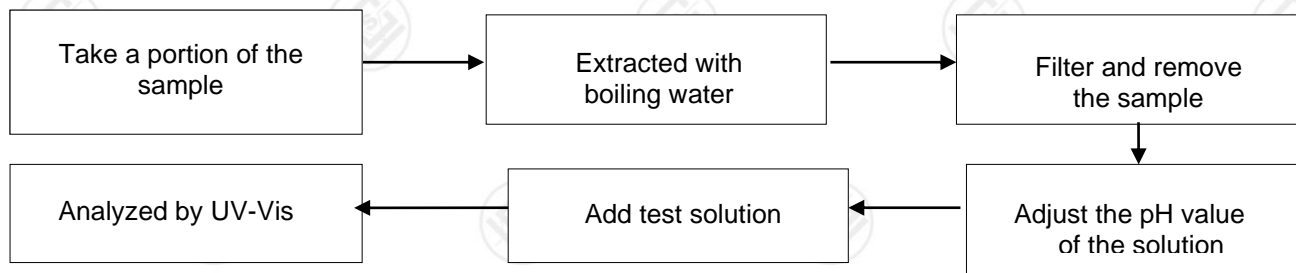 Take a portion of the
sample
Extracted with
boiling water
Filter and remove
the sample
Adjust the pH value
of the solution
Add test solution
Analyzed by UV-Vis